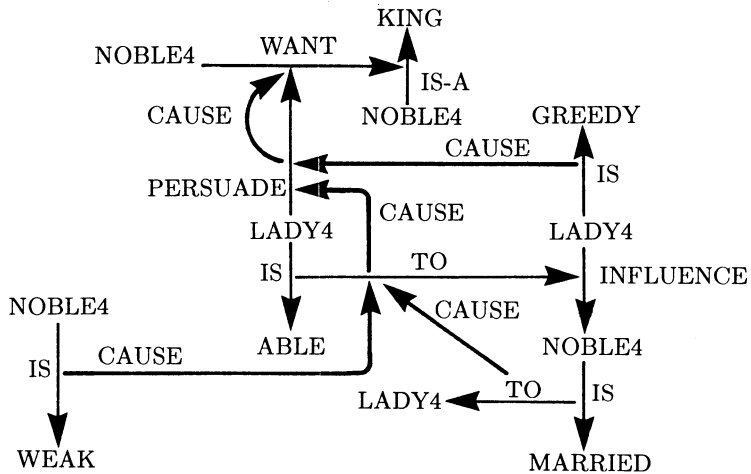 KING
NOBLE4 WANT
IS-A
CAUSE NOBLE4 GREEDY
CAUSE IS
PERSUADE CAUSE
LADY4 LADY4
IS TO INFLUENCE
NOBLE4 CAUSE
IS CAUSE ABLE NOBLE4
LADY4 TO IS
WEAK MARRIED